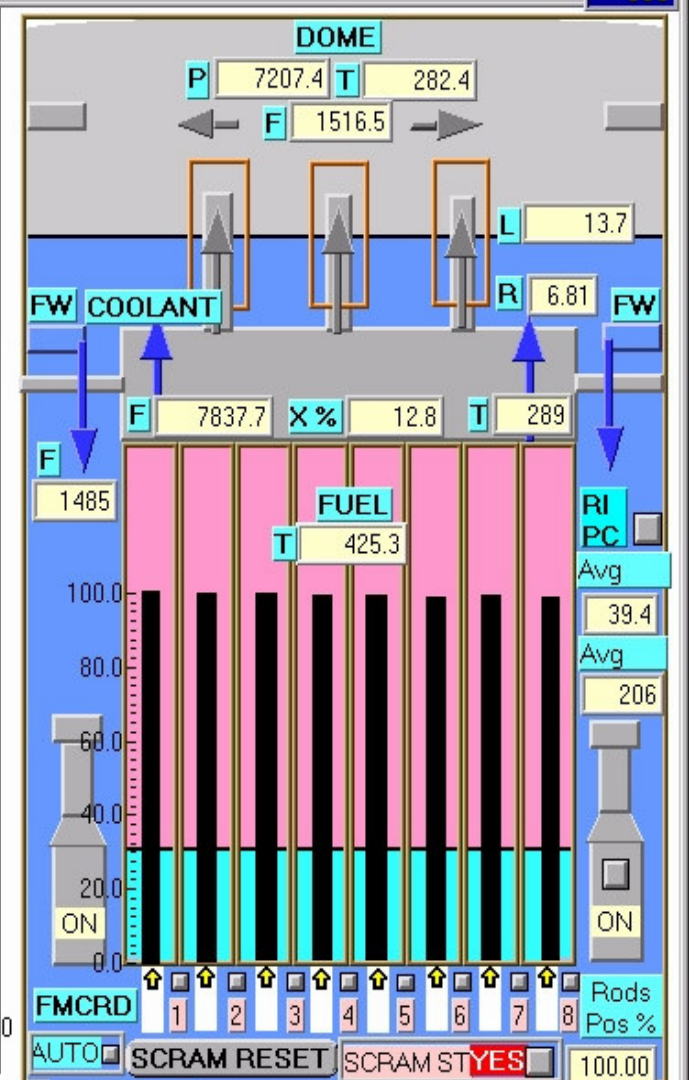 DOME
P 7207.4 T 282.4
F 1516.5
L 13.7
R 6.81
FW COOLANT FW
F 7837.7 X % 12.8 T 289
F
1485
FUEL
T 425.3
RI
PC
Avg
39.4
Avg
206
100.0
80.0
60.0
40.0
20.0
0.0
ON
ON
FMCRD
1 2 3 4 5 6 7 8
Rods
Pos %
0
AUTO SCRAM RESET SCRAM ST YES
100.00